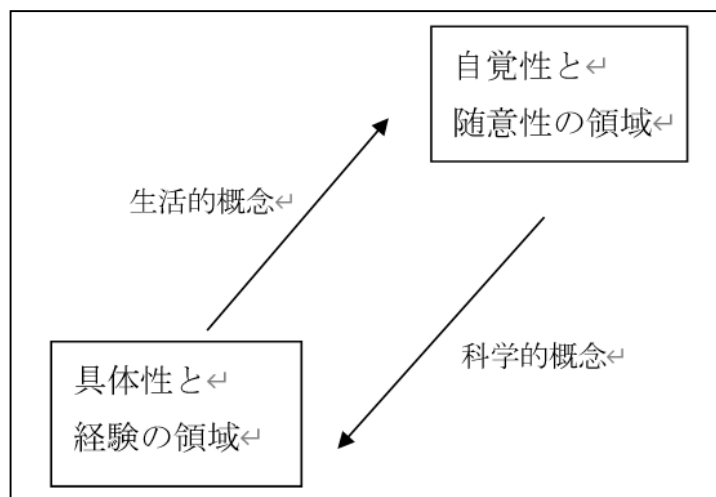 自覚性と↵
随意性の領域↵
生活的概念↵
科学的概念↵
具体性と↵
経験の領域↵